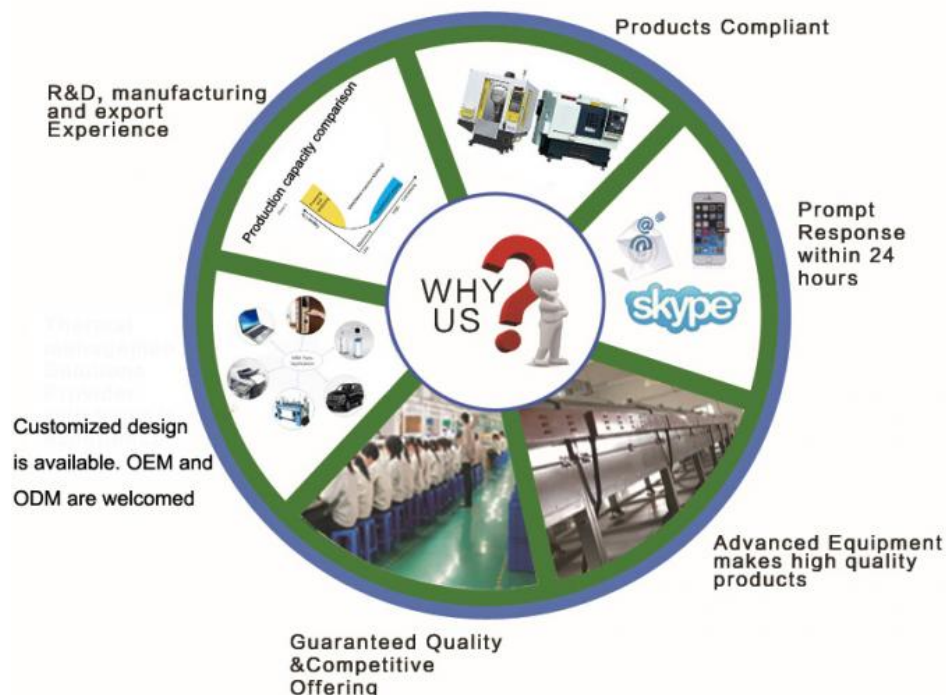 Products Compliant
R&D, manufacturing
and export
Experience
Production capacity comparison
Prompt
Response
within 24
hours
skype
WHY
US
Customized design
is available. OEM and
ODM are welcomed
Advanced Equipment
makes high quality
products
Guaranteed Quality
&Competitive
Offering